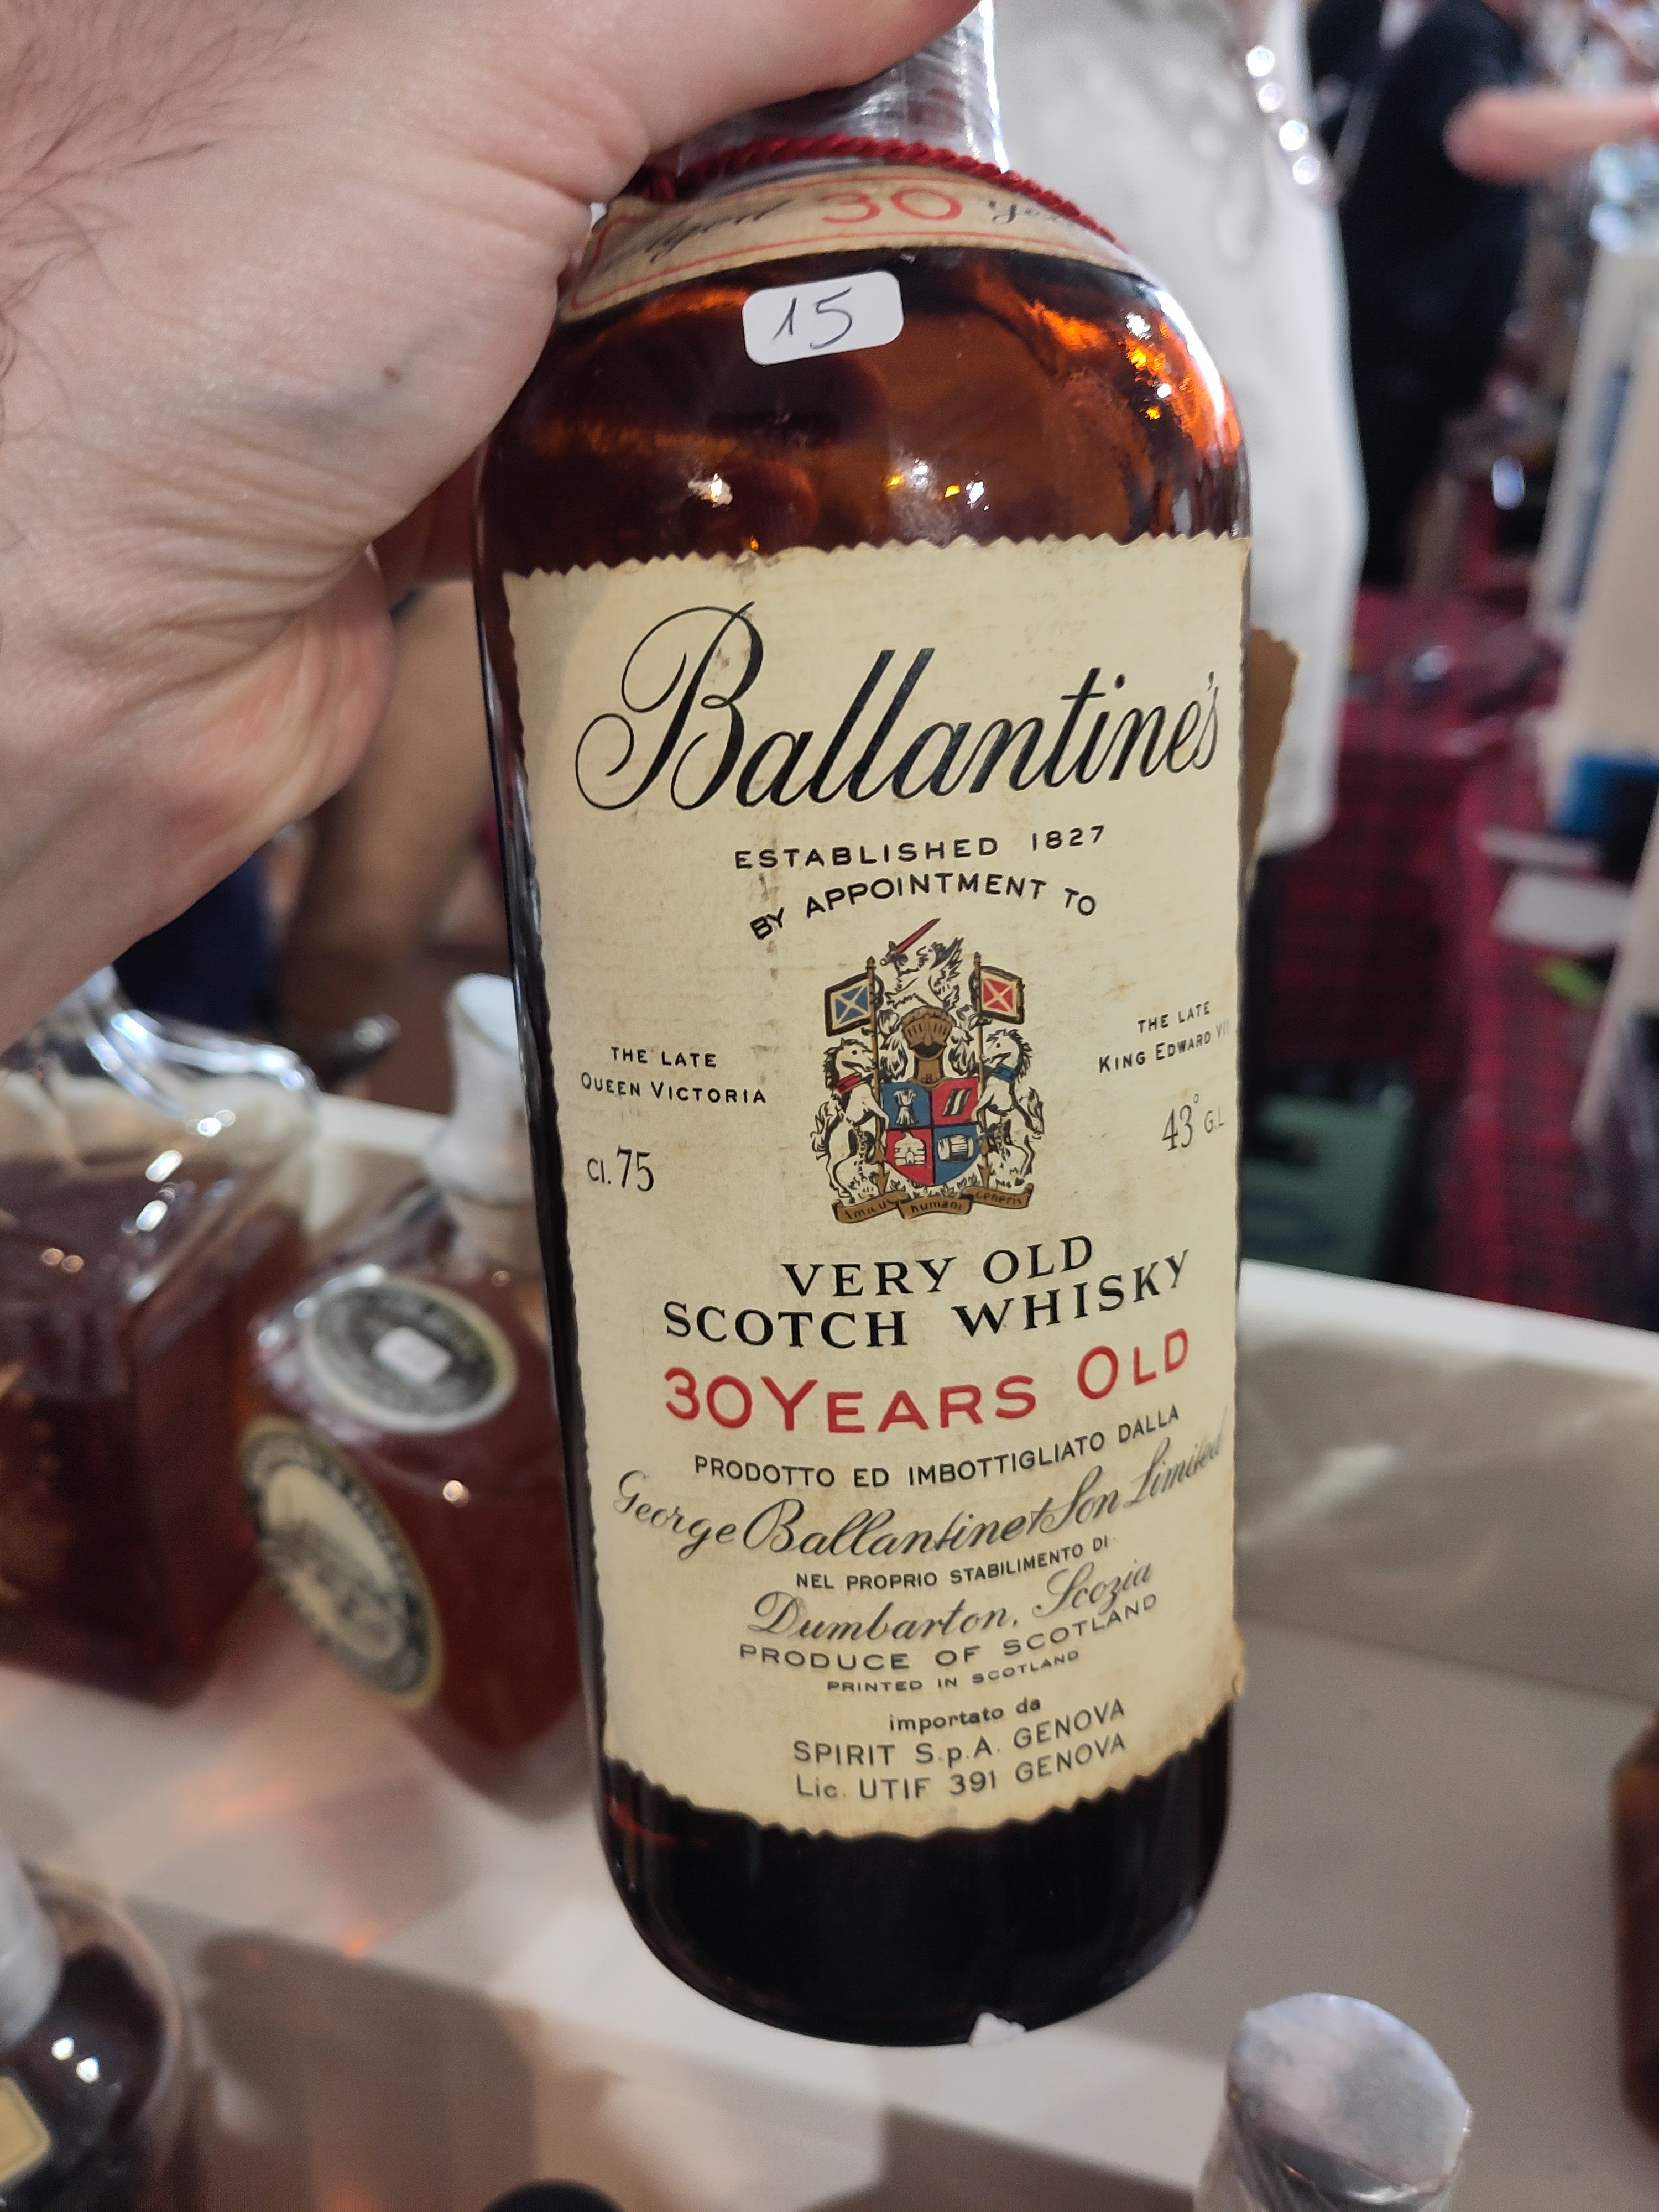 30
15
Ballantine's
ESTABLISHED 1827
BY APPOINTMENT TO
THE LATE
QUEEN VICTORIA
THE LATE
KING EDWARD VII
Cl. 75
43° G.L
amicus humani generis
VERY OLD
SCOTCH WHISKY
30 YEARS OLD
PRODOTTO ED IMBOTTIGLIATO DALLA
George Ballantine & Son Limited
NEL PROPRIO STABILIMENTO DI
Dumbarton, Scozia
PRODUCE OF SCOTLAND
PRINTED IN SCOTLAND
importato da
SPIRIT S.p.A. GENOVA
Lic. UTIF 391 GENOVA